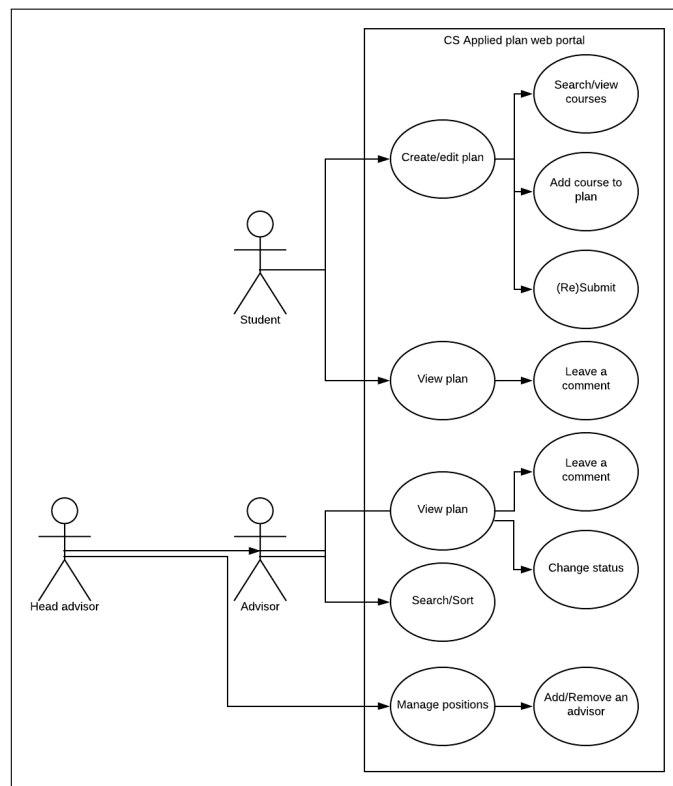 CS Applied plan web portal
Search/view
courses
Create/edit plan
Add course to
plan
(Re)Submit
Student
View plan
Leave a
comment
Leave a
comment
View plan
Change status
Head advisor
Advisor
Search/Sort
Manage positions
Add/Remove an
advisor